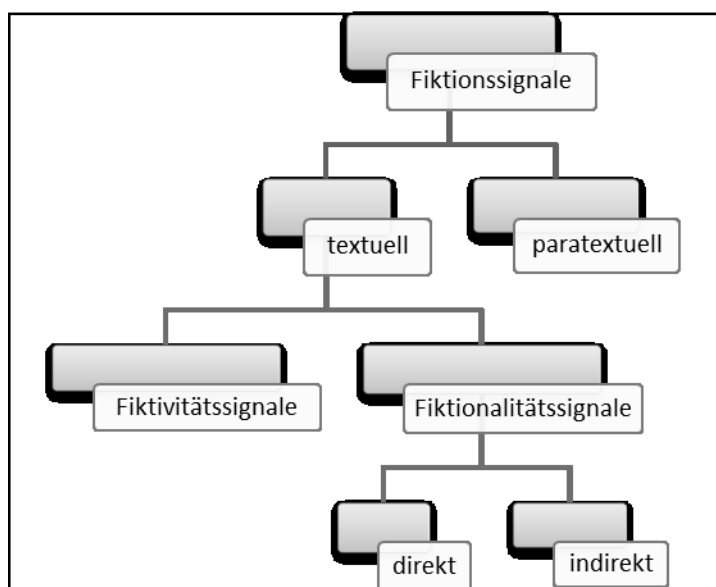 Fiktionssignale
textuell
paratextuell
Fiktivitätssignale
Fiktionalitätssignale
direkt
indirekt